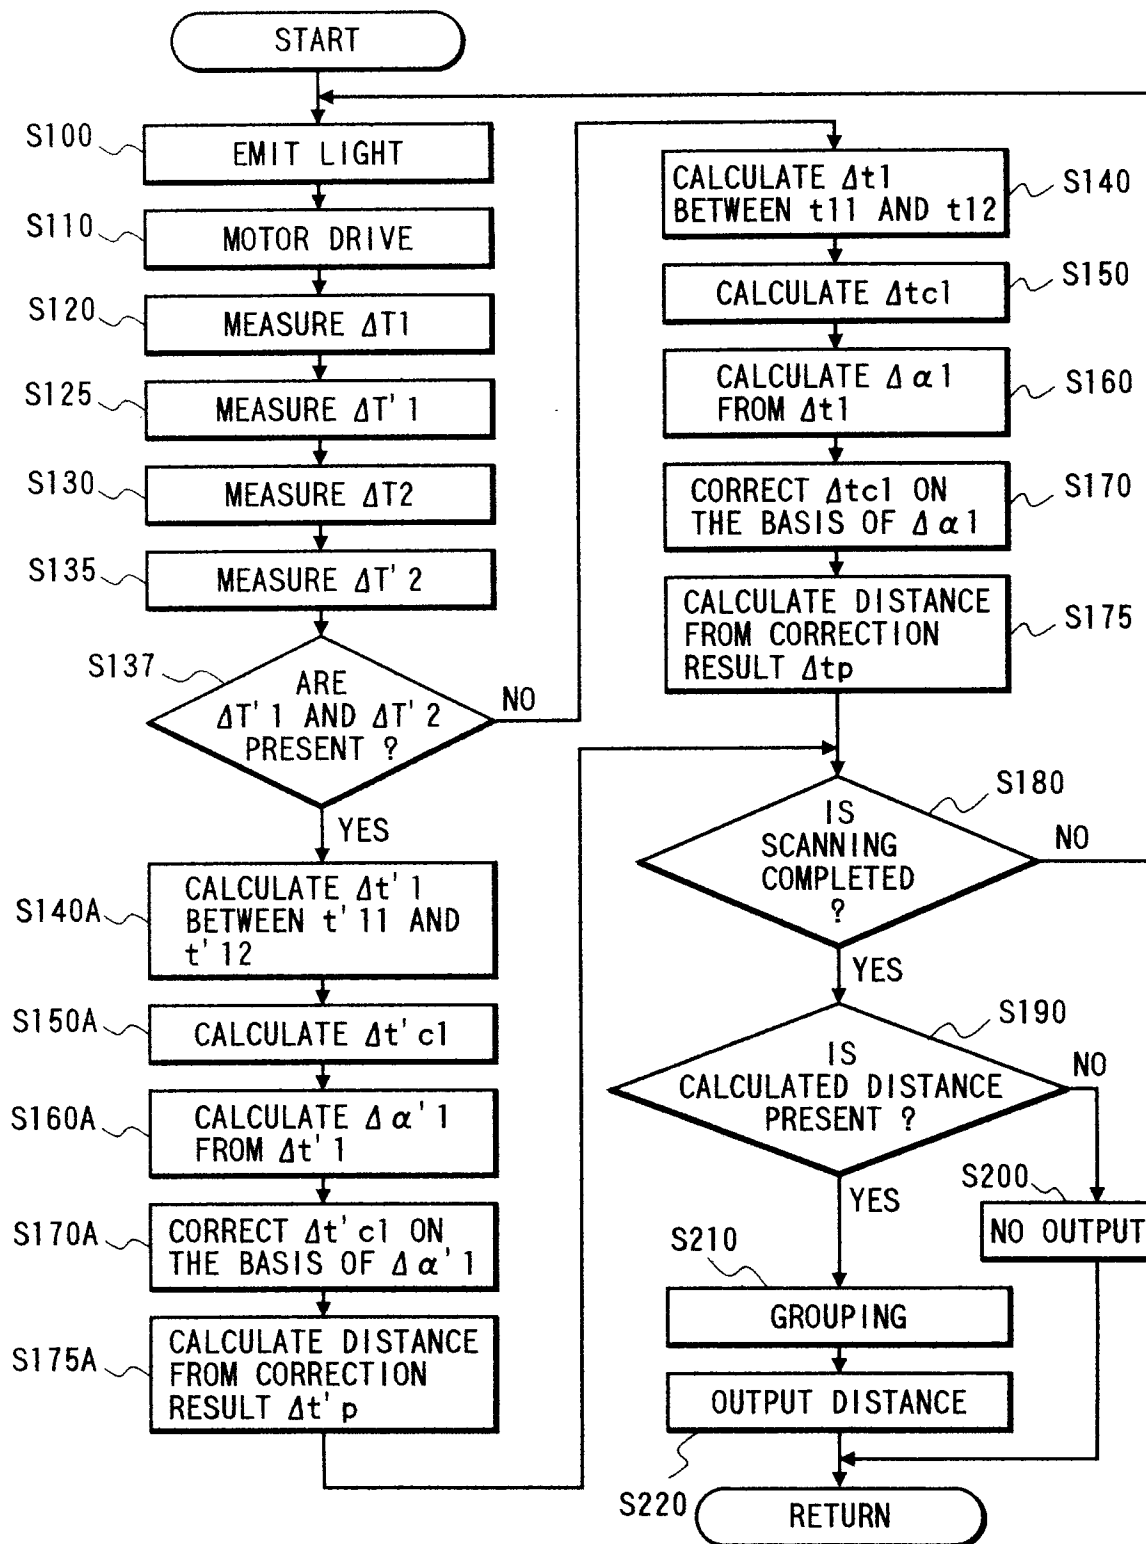 START
S100
EMIT LIGHT
S110
MOTOR DRIVE
S120
MEASURE ΔT1
S125
MEASURE ΔT'1
S130
MEASURE ΔT2
S135
MEASURE ΔT'2
S137
ARE
ΔT'1 AND ΔT'2
PRESENT ?
NO
YES
S140A
CALCULATE Δt'1
BETWEEN t'11 AND
t'12
S150A
CALCULATE Δt'c1
S160A
CALCULATE Δα'1
FROM Δt'1
S170A
CORRECT Δt'c1 ON
THE BASIS OF Δα'1
S175A
CALCULATE DISTANCE
FROM CORRECTION
RESULT Δt'p
CALCULATE Δt1
BETWEEN t11 AND t12
S140
CALCULATE Δtc1
S150
CALCULATE Δα1
FROM Δt1
S160
CORRECT Δtc1 ON
THE BASIS OF Δα1
S170
CALCULATE DISTANCE
FROM CORRECTION
RESULT Δtp
S175
S180
IS
SCANNING
COMPLETED
?
NO
YES
S190
IS
CALCULATED DISTANCE
PRESENT ?
NO
YES
S200
NO OUTPUT
S210
GROUPING
OUTPUT DISTANCE
S220
RETURN